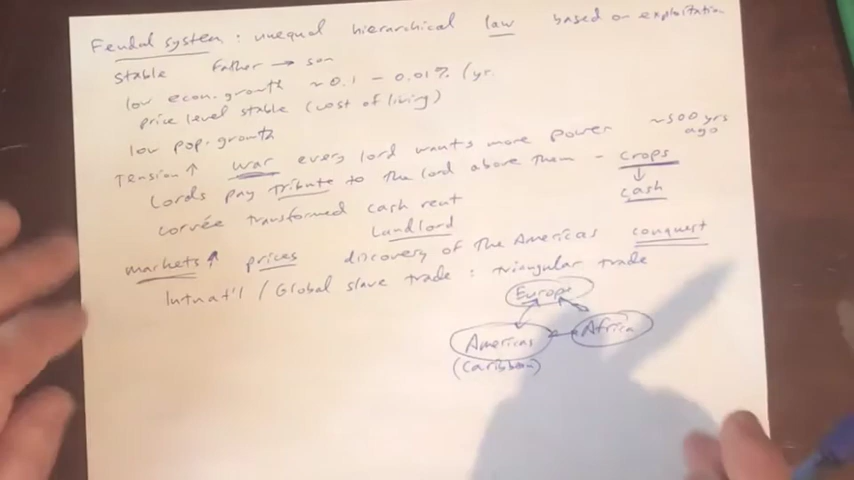 Feudal system : unequal hierarchical law based on exploitation
stable Father → son
low econ. growth ~0.1 - 0.01% /yr.
price level stable (cost of living)
low pop. growth
Tension ↑ war every lord wants more power ~500 yrs ago
Lords pay tribute to the lord above them - crops
↓
cash
corvée transformed cash rent
Landlord
markets ↑ prices discovery of the Americas conquest
Intnat'l / Global slave trade : triangular trade
Europe
Americas Africa
(Caribbean)